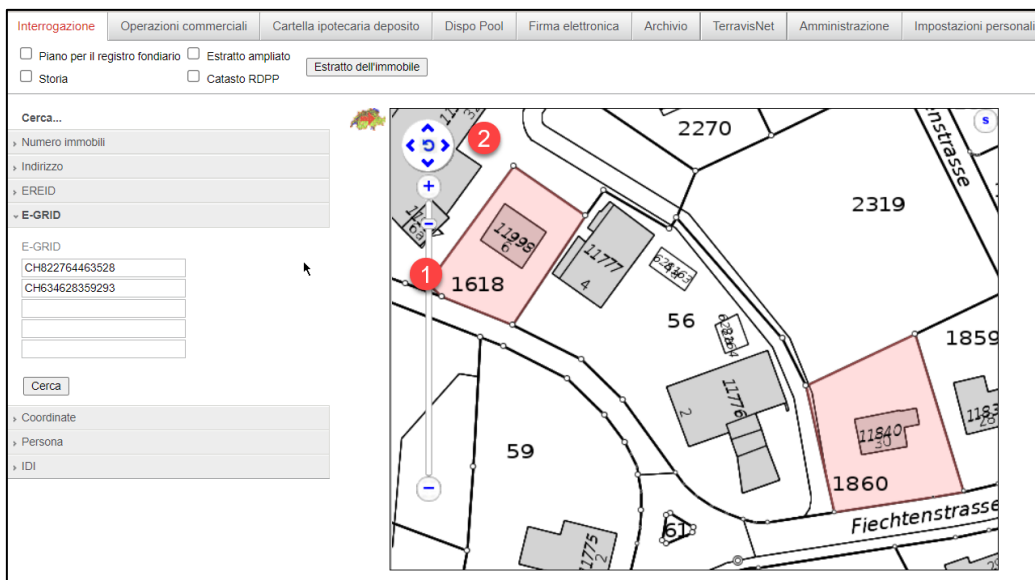 Interrogazione
Operazioni commerciali
Cartella ipotecaria deposito
Dispo Pool
Firma elettronica
Archivio
TerravisNet
Amministrazione
Impostazioni personali
Piano per il registro fondiario
Estratto ampliato
Storia
Catasto RDPP
Estratto dell'immobile
Cerca...
Numero immobili
Indirizzo
EREID
E-GRID
E-GRID
CH822764463528
CH634628359293
Cerca
Coordinate
Persona
IDI
S
2
1
2270
2319
11998
6
11777
4
1618
56
1859
11776
2
11840
30
1860
59
61
11775
2
Fiechtenstrasse